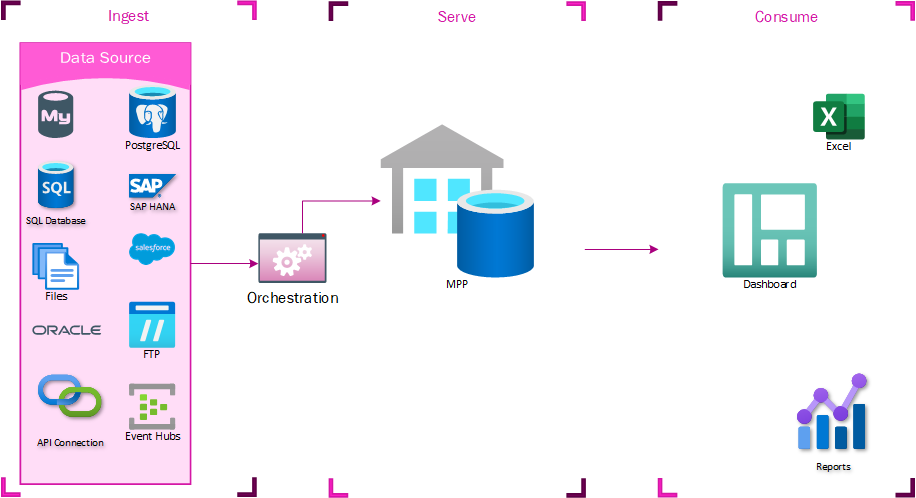 Ingest
Serve
Consume
Data Source
My
PostgreSQL
SQL
SQL Database
SAP
SAP HANA
salesforce
Files
ORACLE
FTP
API Connection
Event Hubs
Orchestration
MPP
X
Excel
Dashboard
Reports